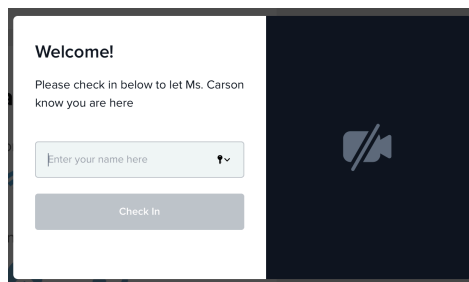 Welcome!
Please check in below to let Ms. Carson
know you are here
Enter your name here
Check In